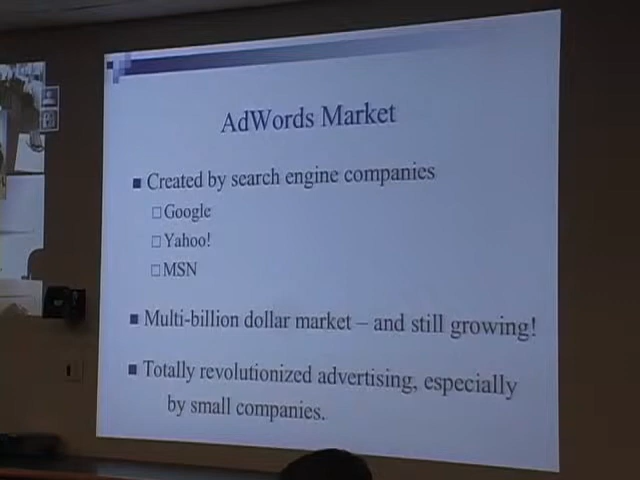 AdWords Market
Created by search engine companies
Google
Yahoo!
MSN
Multi-billion dollar market – and still growing!
Totally revolutionized advertising, especially
by small companies.